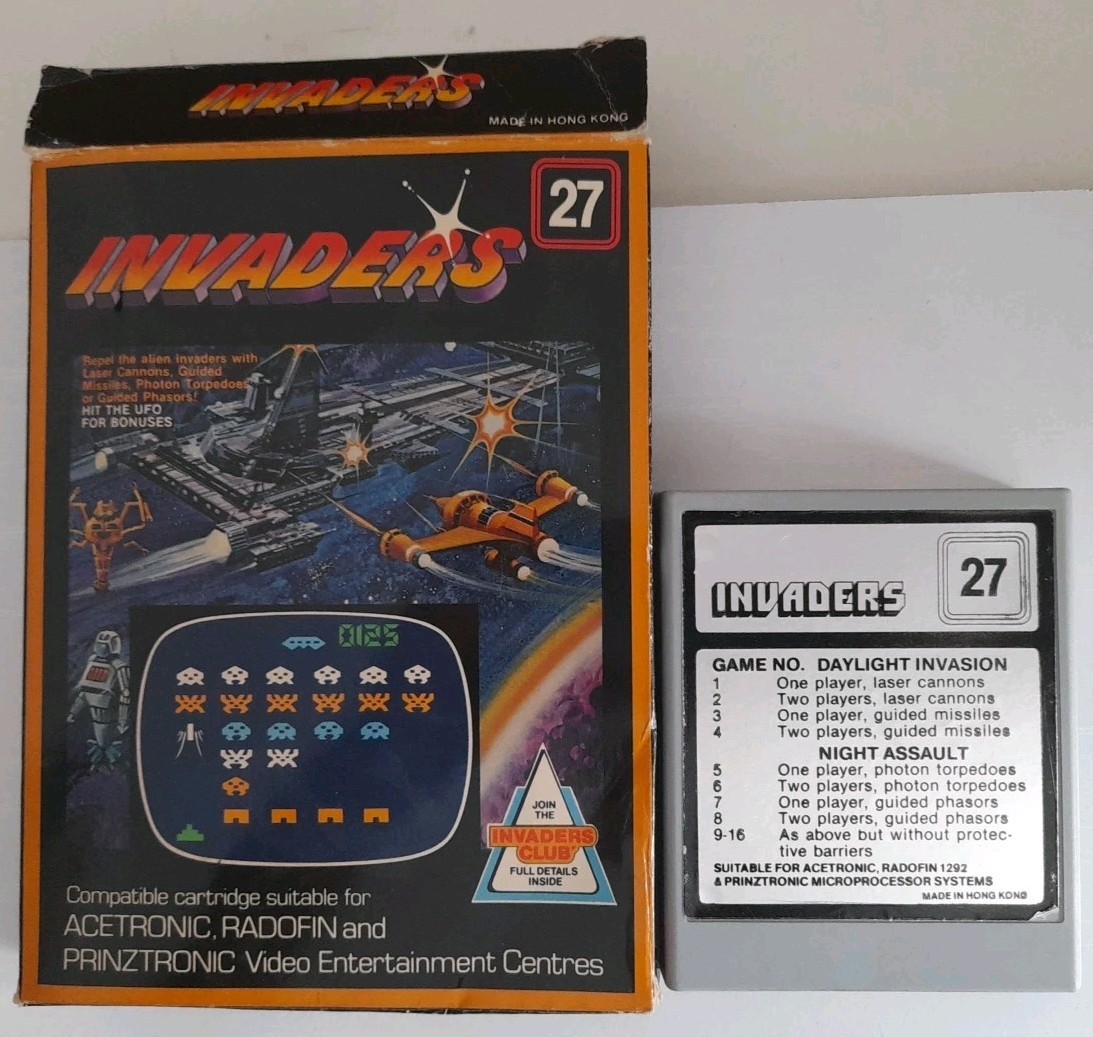 INVADERS
MADE IN HONG KONG
27
INVADERS
Repel the alien invaders with
Laser Cannons, Guided
Missiles, Photon Torpedoes
or Guided Phasors!
HIT THE UFO
FOR BONUSES
0125
JOIN
THE
INVADERS
CLUB
FULL DETAILS
INSIDE
Compatible cartridge suitable for
ACETRONIC, RADOFIN and
PRINZTRONIC Video Entertainment Centres
INVADERS 27
GAME NO. DAYLIGHT INVASION
1 One player, laser cannons
2 Two players, laser cannons
3 One player, guided missiles
4 Two players, guided missiles
NIGHT ASSAULT
5 One player, photon torpedoes
6 Two players, photon torpedoes
7 One player, guided phasors
8 Two players, guided phasors
9-16 As above but without protec-
tive barriers
SUITABLE FOR ACETRONIC, RADOFIN 1292
& PRINZTRONIC MICROPROCESSOR SYSTEMS
MADE IN HONG KONG